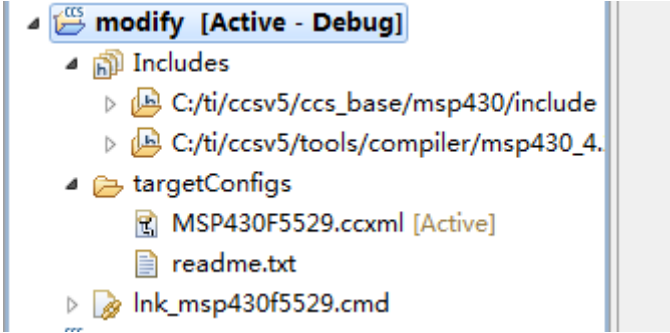 modify [Active - Debug]
Includes
C:/ti/ccsv5/ccs_base/msp430/include
C:/ti/ccsv5/tools/compiler/msp430_4.
targetConfigs
MSP430F5529.ccxml [Active]
readme.txt
lnk_msp430f5529.cmd